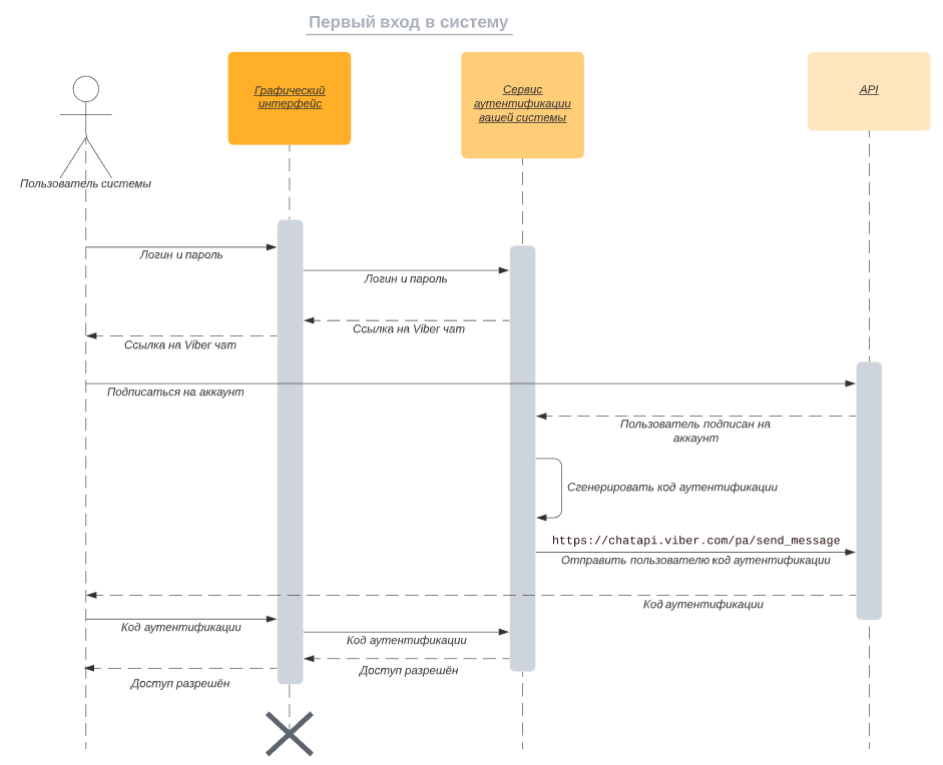 Первый вход в систему
Графический
интерфейс
Сервис
аутентификации
вашей системы
API
Пользователь системы
Логин и пароль
Логин и пароль
Ссылка на Viber чат
Ссылка на Viber чат
Подписаться на аккаунт
Пользователь подписан на
аккаунт
Сгенерировать код аутентификации
https://chatapi.viber.com/pa/send_message
Отправить пользователю код аутентификации
Код аутентификации
Код аутентификации
Код аутентификации
Доступ разрешён
Доступ разрешён